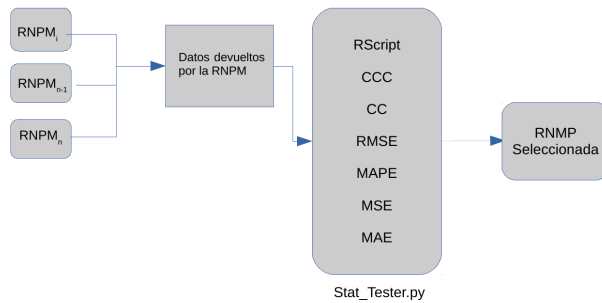 RNPMi
RNPMn-1
RNPMn
Datos devueltos
por la RNPM
RScript
CCC
CC
RMSE
MAPE
MSE
MAE
Stat_Tester.py
RNMP
Seleccionada